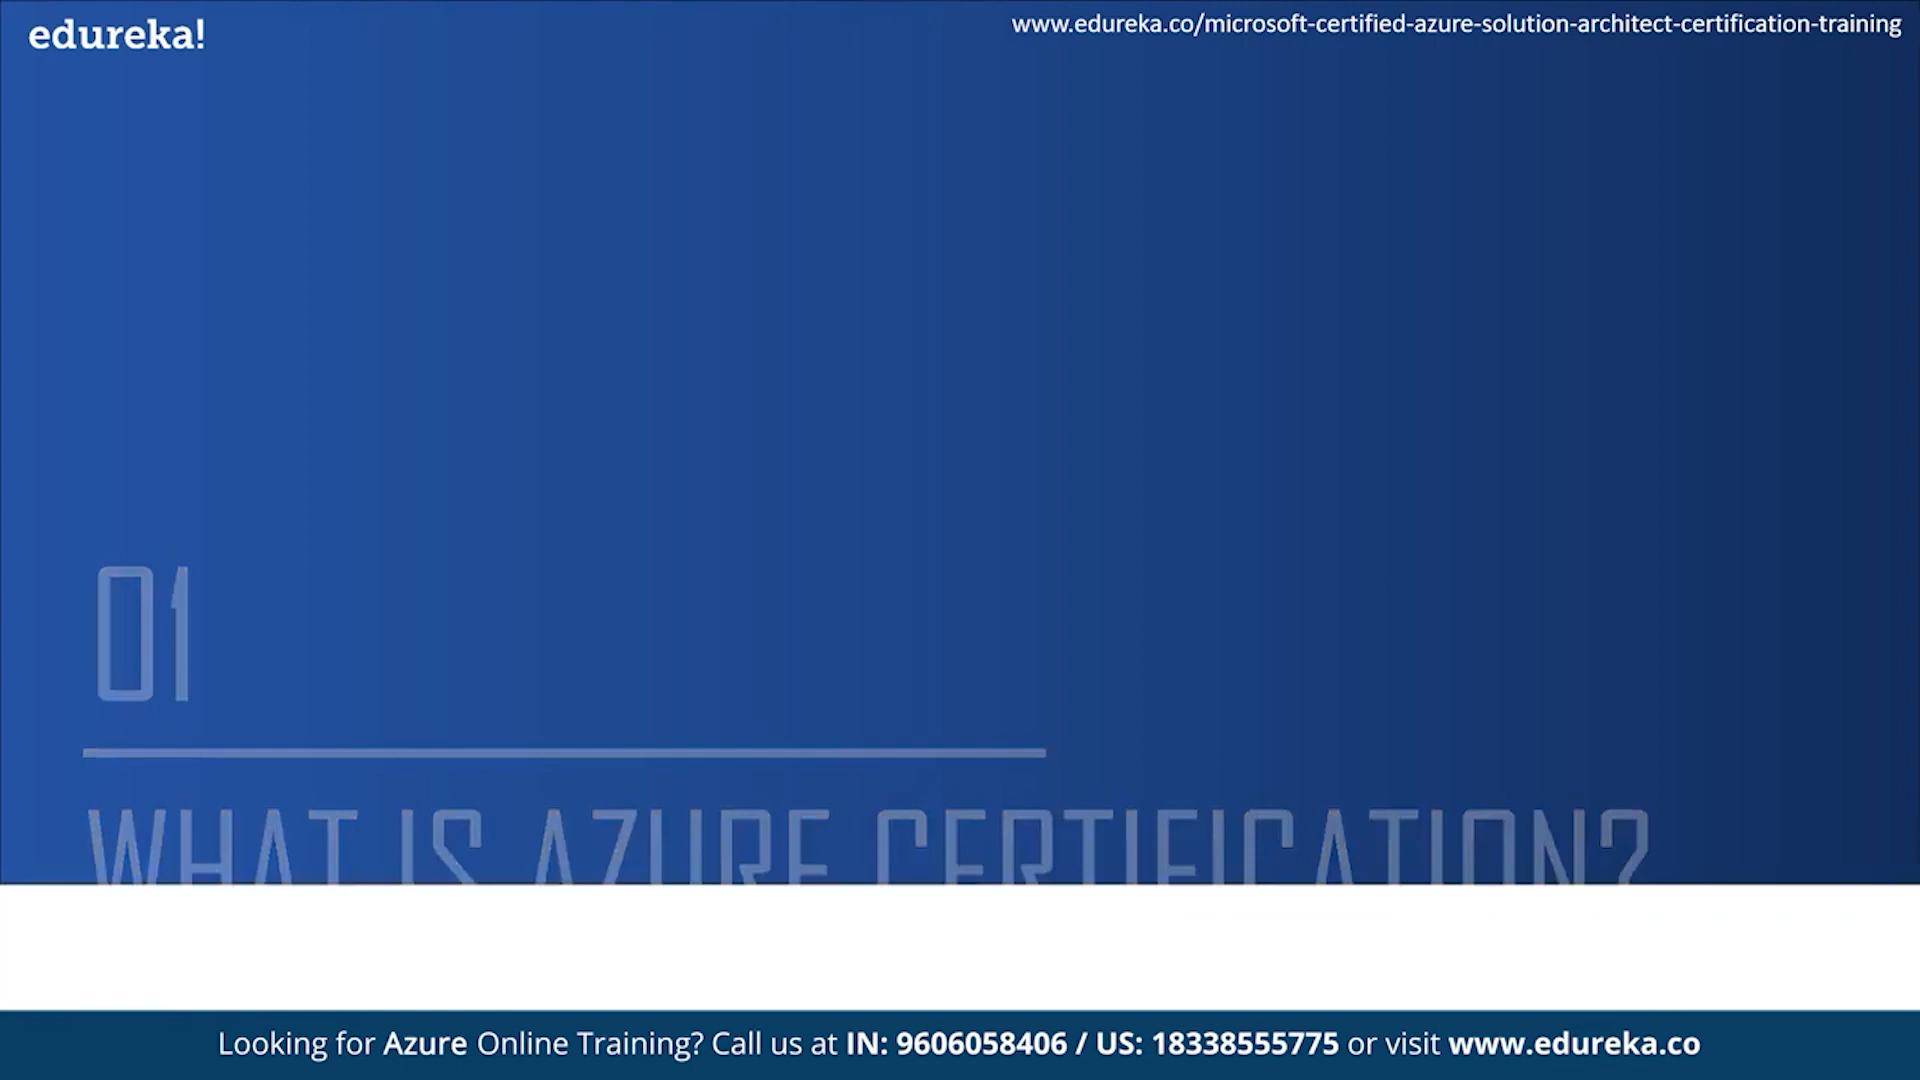 edureka!
www.edureka.co/microsoft-certified-azure-solution-architect-certification-training
01
WHAT IS AZURE CERTIFICATION?
Looking for Azure Online Training? Call us at IN: 9606058406 / US: 18338555775 or visit www.edureka.co